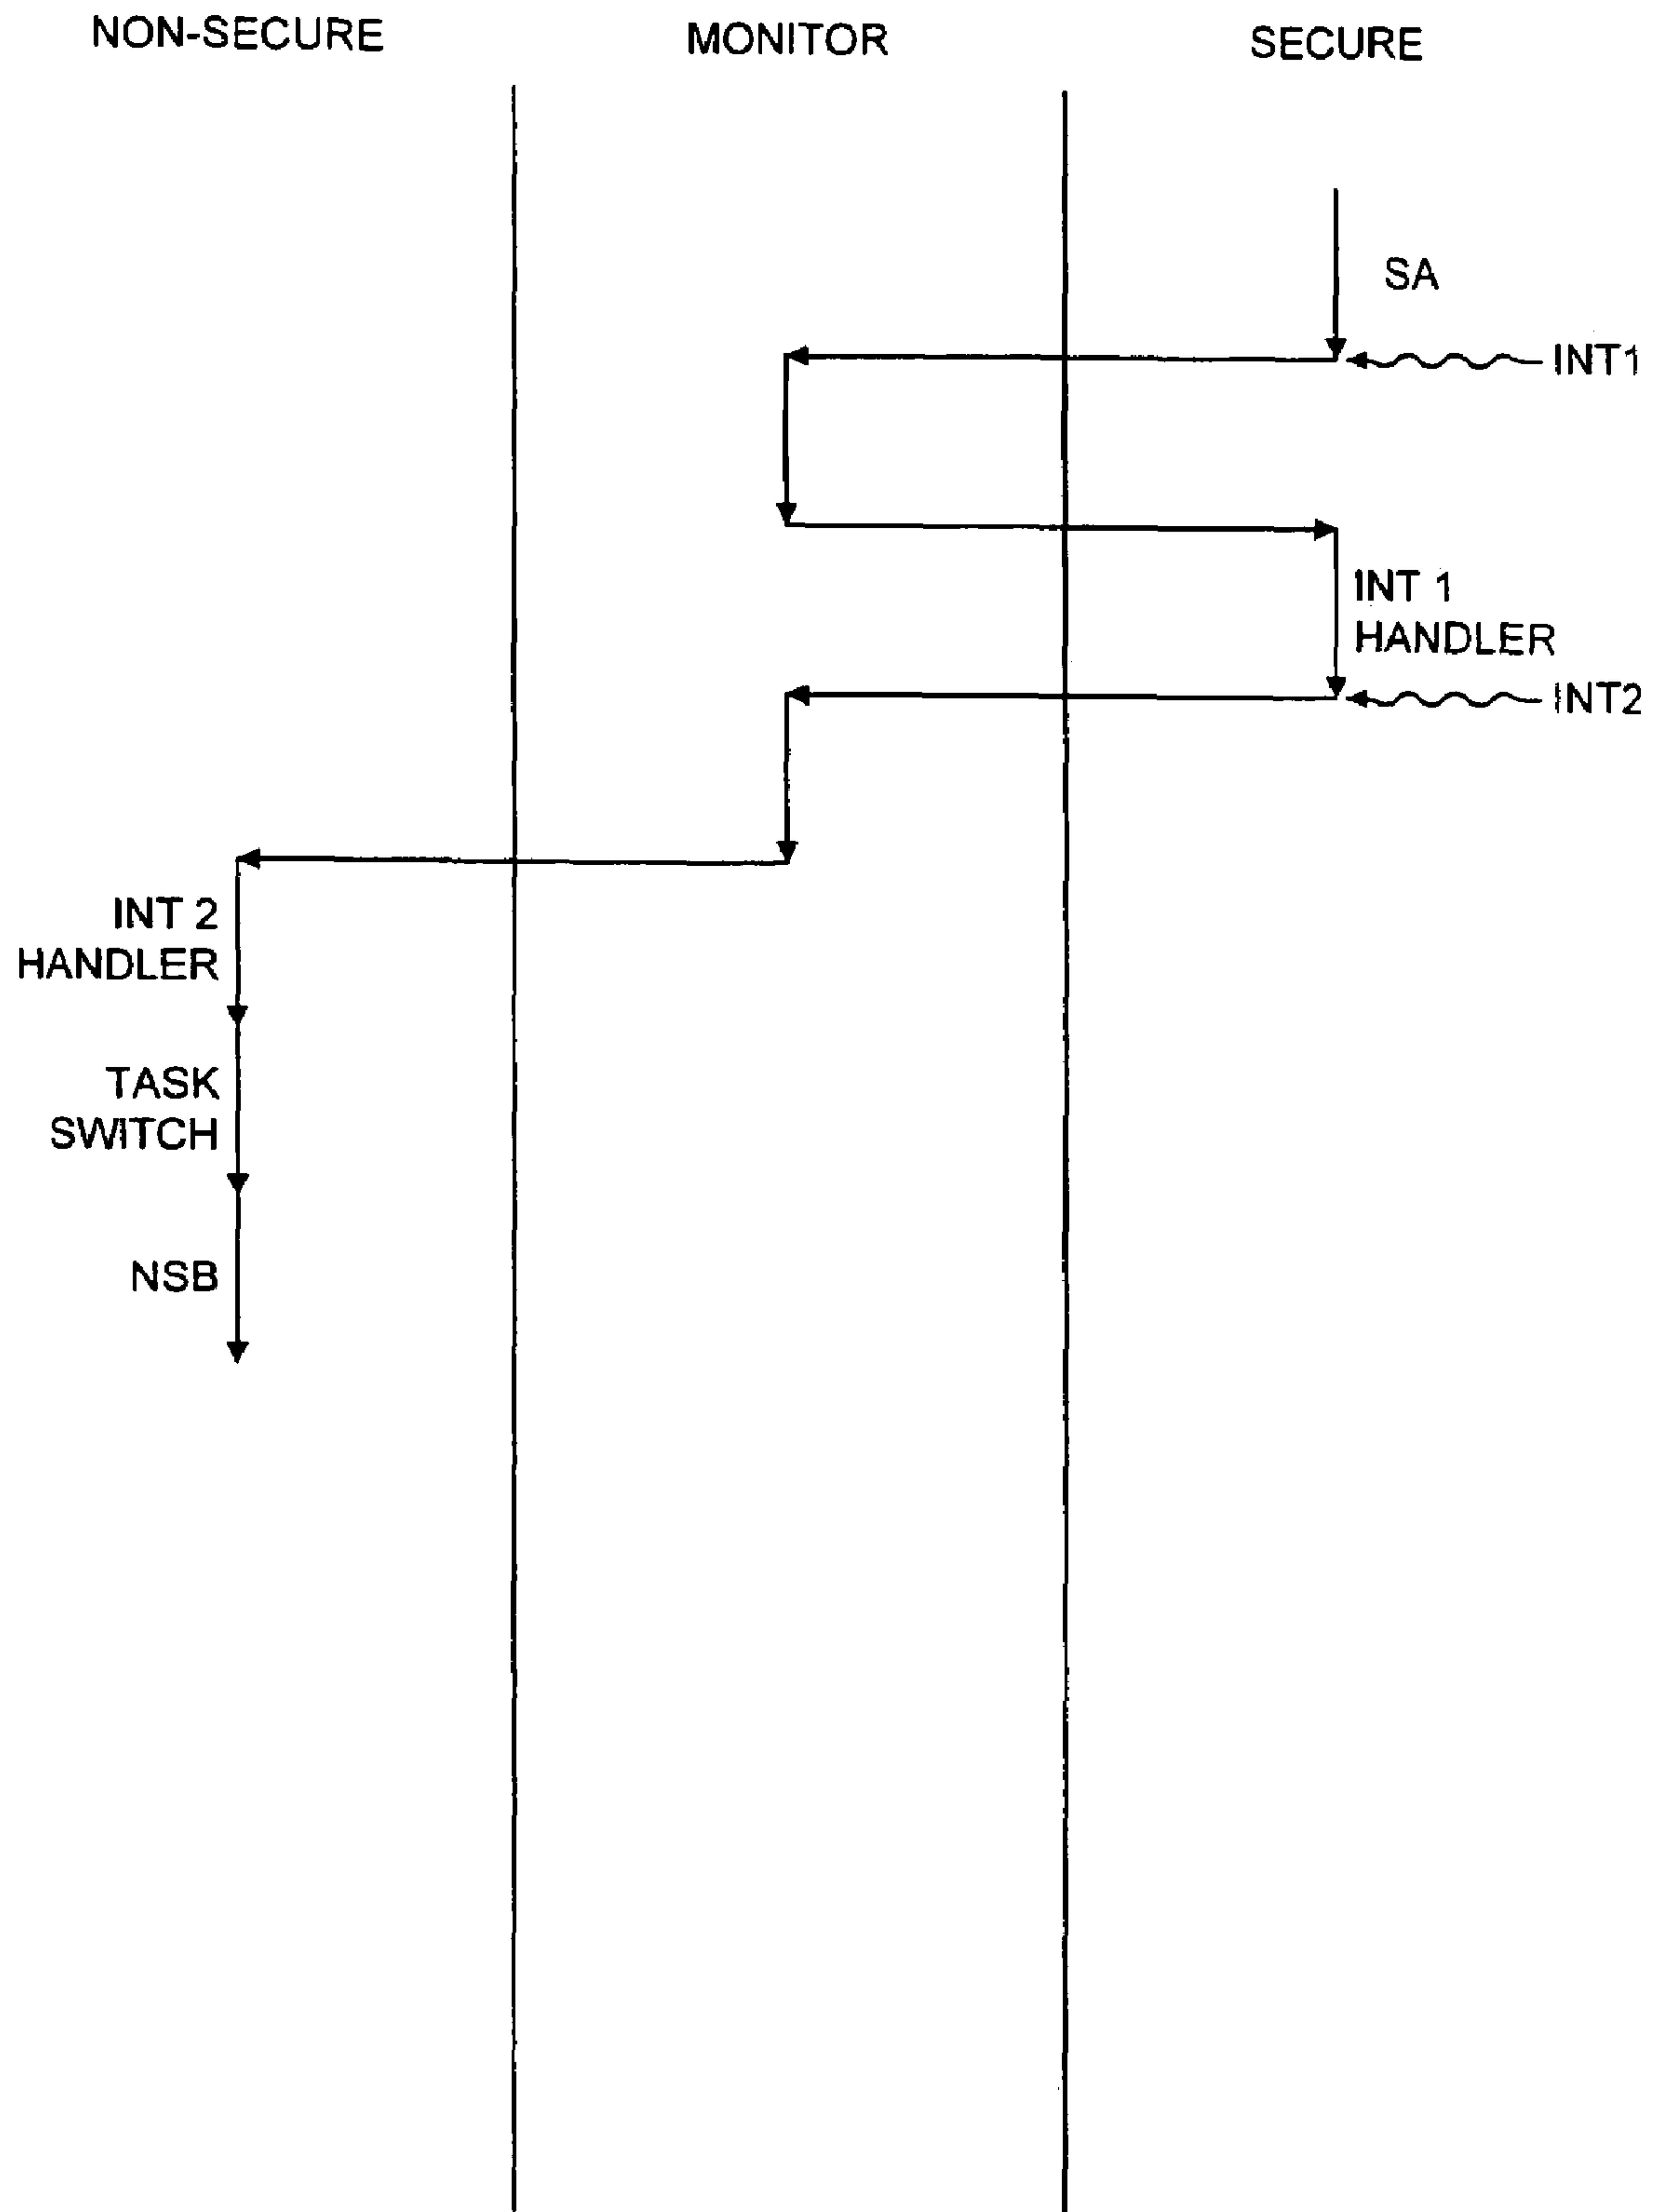 NON-SECURE MONITOR SECURE
SA
INT1
INT 1
HANDLER
INT2
INT 2
HANDLER
TASK
SWITCH
NSB